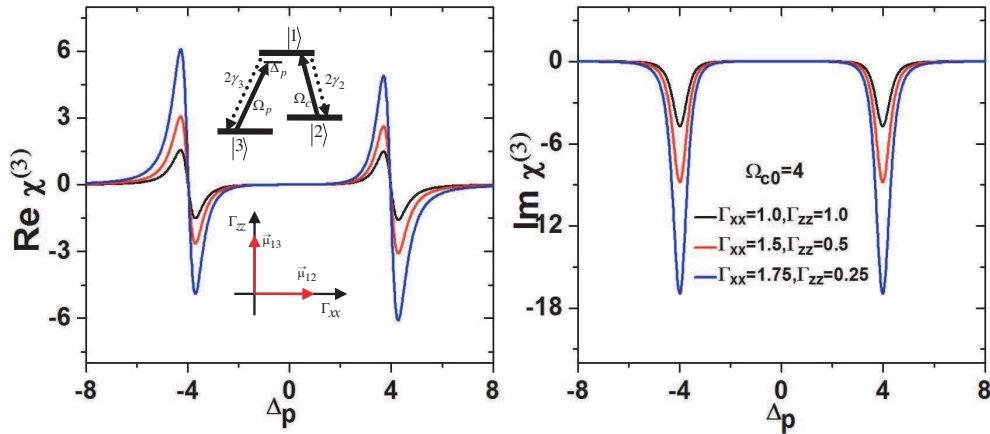 Re χ(3)
6
3
0
-3
-6
-8
-4
0
4
8
Δp
|1⟩
Δp
2γ3
Ωp
Ωc
2γ2
|3⟩
|2⟩
Γzz
μ⃗13
μ⃗12
Γxx
Im χ(3)
0
-6
-12
-18
-8
-4
0
4
8
Δp
Ωc0=4
Γxx=1.0,Γzz=1.0
Γxx=1.5,Γzz=0.5
Γxx=1.75,Γzz=0.25